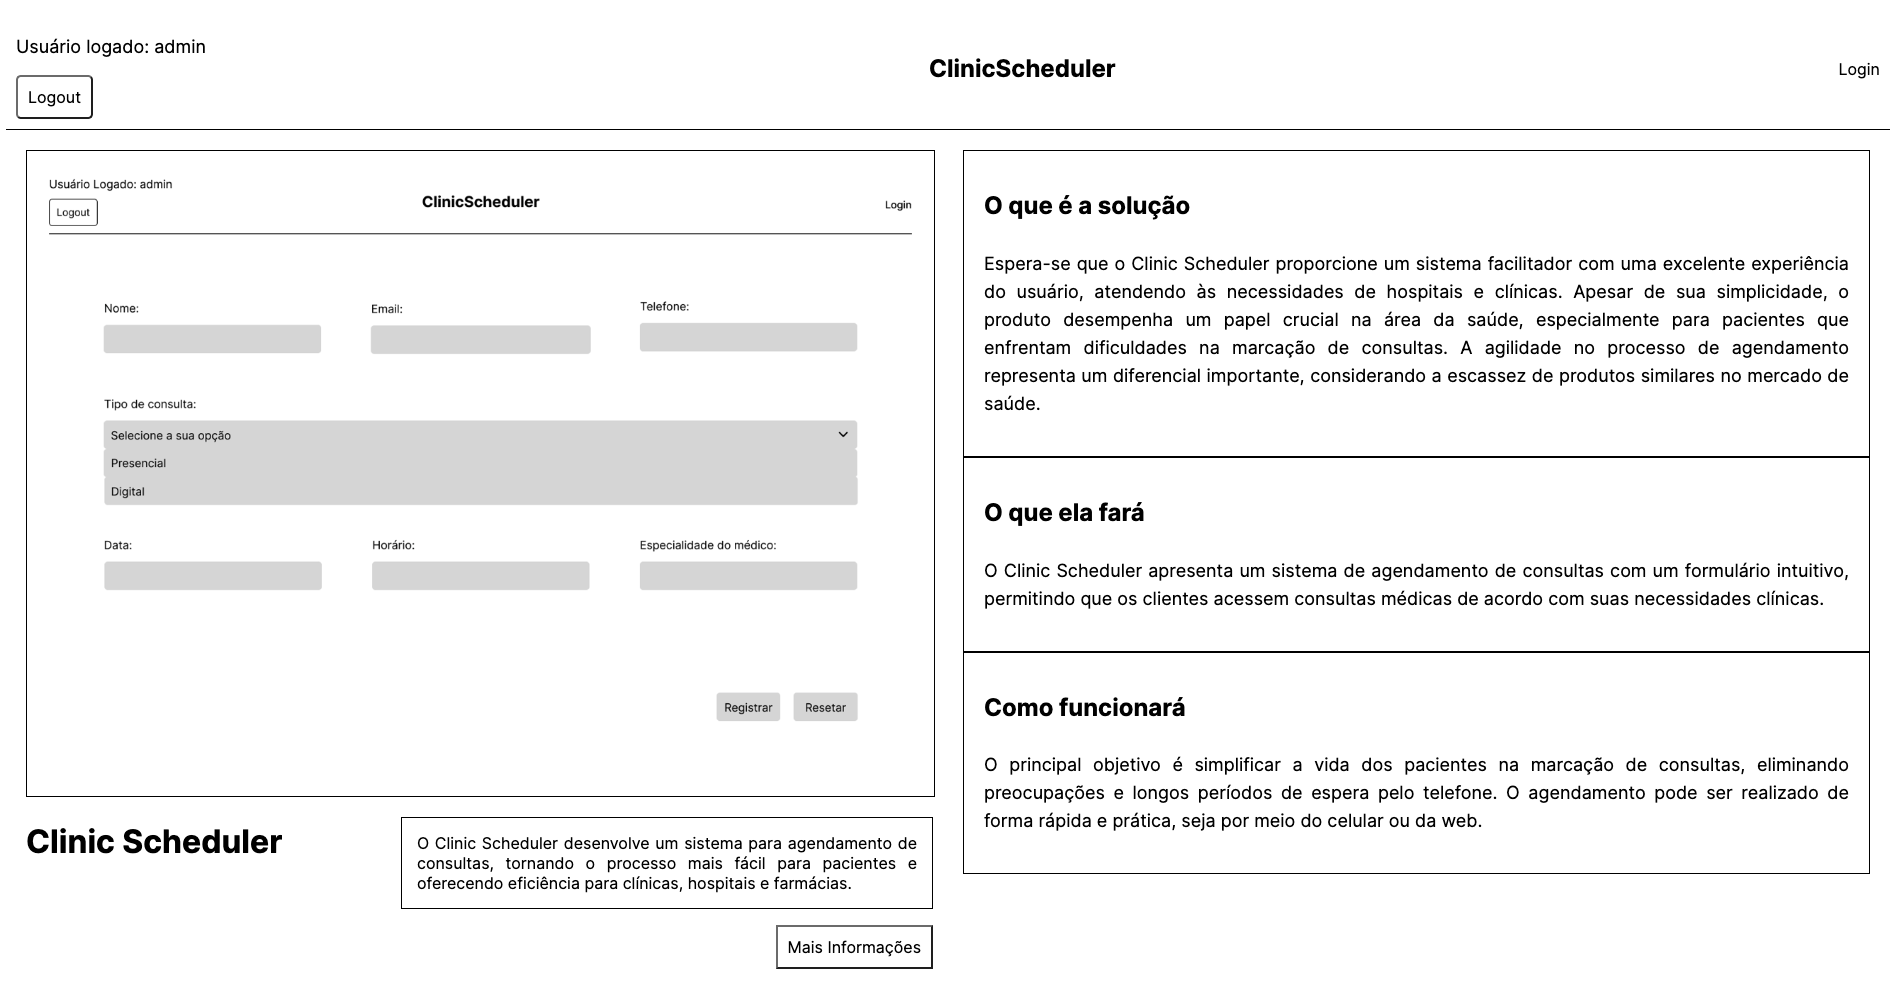 Usuário logado: admin
Logout
ClinicScheduler
Login
Usuário Logado: admin
Logout
ClinicScheduler
Login
Nome:
Email:
Telefone:
Tipo de consulta:
Selecione a sua opção
Presencial
Digital
Data:
Horário:
Especialidade do médico:
Registrar
Resetar
Clinic Scheduler
O Clinic Scheduler desenvolve um sistema para agendamento de
consultas, tornando o processo mais fácil para pacientes e
oferecendo eficiência para clínicas, hospitais e farmácias.
Mais Informações
O que é a solução
Espera-se que o Clinic Scheduler proporcione um sistema facilitador com uma excelente experiência
do usuário, atendendo às necessidades de hospitais e clínicas. Apesar de sua simplicidade, o
produto desempenha um papel crucial na área da saúde, especialmente para pacientes que
enfrentam dificuldades na marcação de consultas. A agilidade no processo de agendamento
representa um diferencial importante, considerando a escassez de produtos similares no mercado de
saúde.
O que ela fará
O Clinic Scheduler apresenta um sistema de agendamento de consultas com um formulário intuitivo,
permitindo que os clientes acessem consultas médicas de acordo com suas necessidades clínicas.
Como funcionará
O principal objetivo é simplificar a vida dos pacientes na marcação de consultas, eliminando
preocupações e longos períodos de espera pelo telefone. O agendamento pode ser realizado de
forma rápida e prática, seja por meio do celular ou da web.